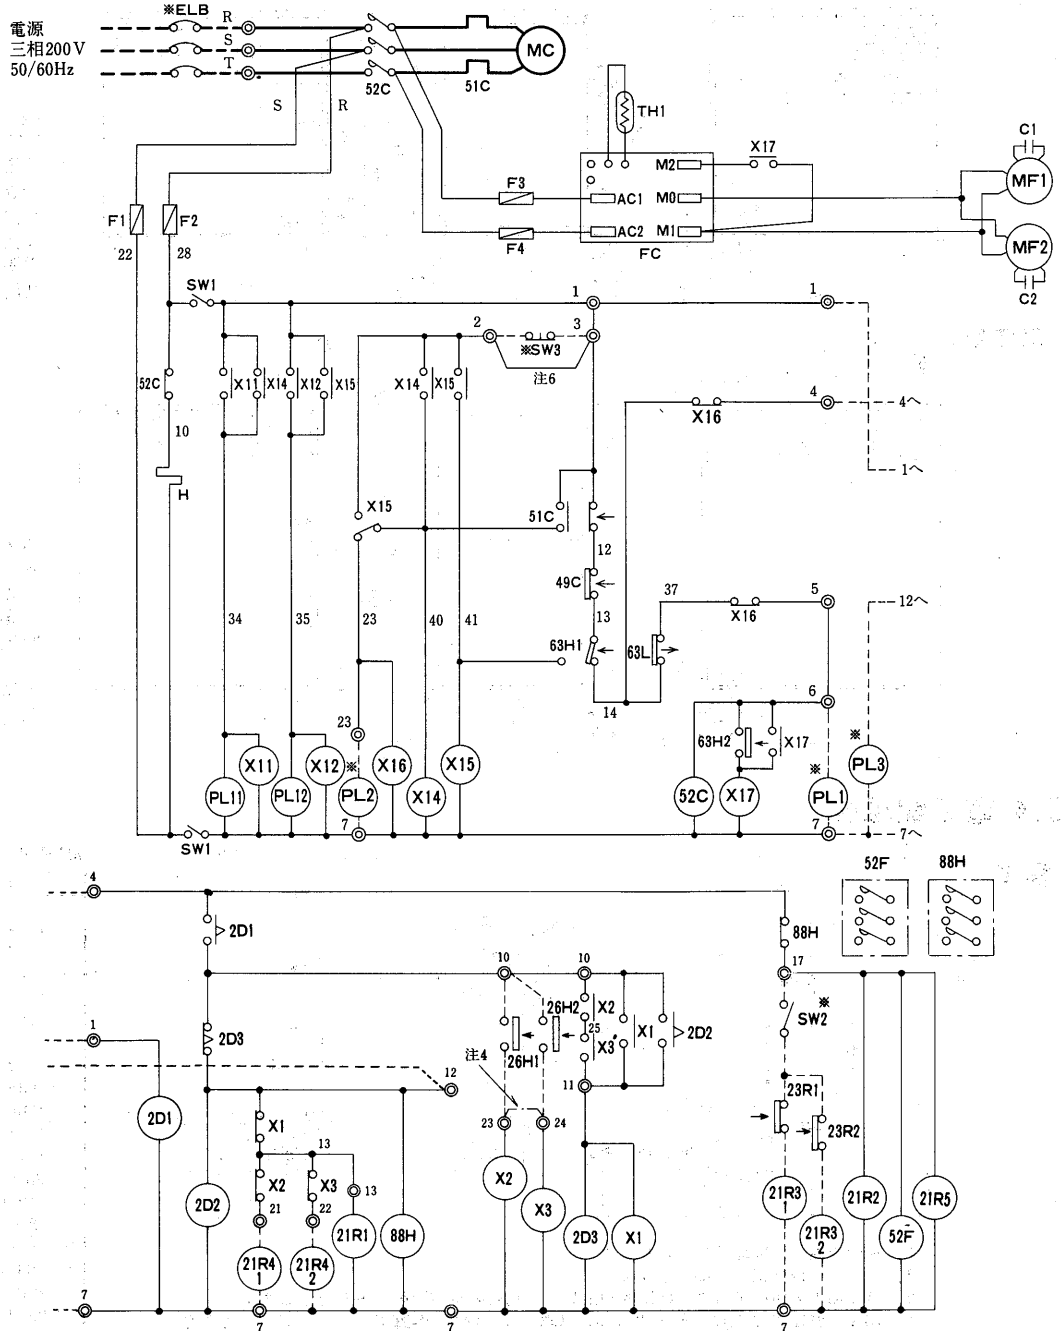 ※ELB
電源
三相200V
50/60Hz
R
S
T
52C
51C
MC
S
R
TH1
X17
C1
MF1
F3
F4
M2
AC1
M0
AC2
M1
FC
MF2
C2
F1
F2
22
28
SW1
1
1
2
3
※SW3
注6
52C
X11
X14
X12
X15
X14
X15
X16
4
4へ
10
1へ
H
X15
51C
12
49C
37
5
12へ
34
35
23
40
41
13
X16
63H1
63L
14
6
23
63H2
X17
※
※
※
PL3
X11
X12
X16
X15
PL11
PL12
PL2
X14
52C
X17
PL1
7
7
7へ
SW1
52F
88H
4
2D1
88H
10
10
17
26H2
X2
25
X3
X1
2D2
SW2
※
1
2D3
26H1
注4
12
11
23R1
23R2
2D1
X1
23
24
13
X2
X3
13
X2
X3
21
22
2D2
21R1
88H
2D3
X1
21R3
21R2
21R5
21R4
1
21R4
2
21R3
2
52F
7
7
7
7